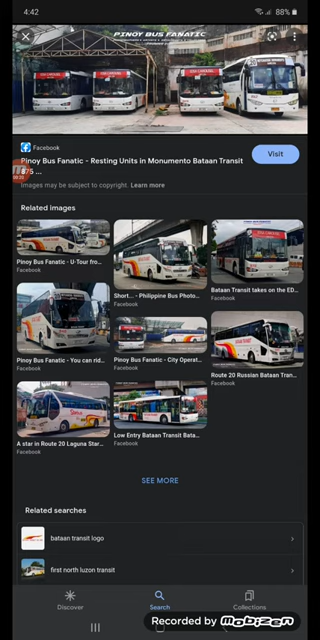 4:42
88%
PINOY BUS FANATIC
Facebook
Visit
Pinoy Bus Fanatic - Resting Units in Monumento Bataan Transit
875 ...
Images may be subject to copyright. Learn more
Related images
Pinoy Bus Fanatic - U-Tour fro...
Facebook
Short... - Philippine Bus Photo...
Facebook
Bataan Transit takes on the ED...
Facebook
Pinoy Bus Fanatic - You can rid...
Facebook
Pinoy Bus Fanatic - City Operat...
Facebook
Route 20 Russian Bataan Tran...
Facebook
A star in Route 20 Laguna Star...
Facebook
Low Entry Bataan Transit Bata...
Facebook
SEE MORE
Related searches
bataan transit logo
first north luzon transit
Discover
Search
Collections
Recorded by MOBIZEN